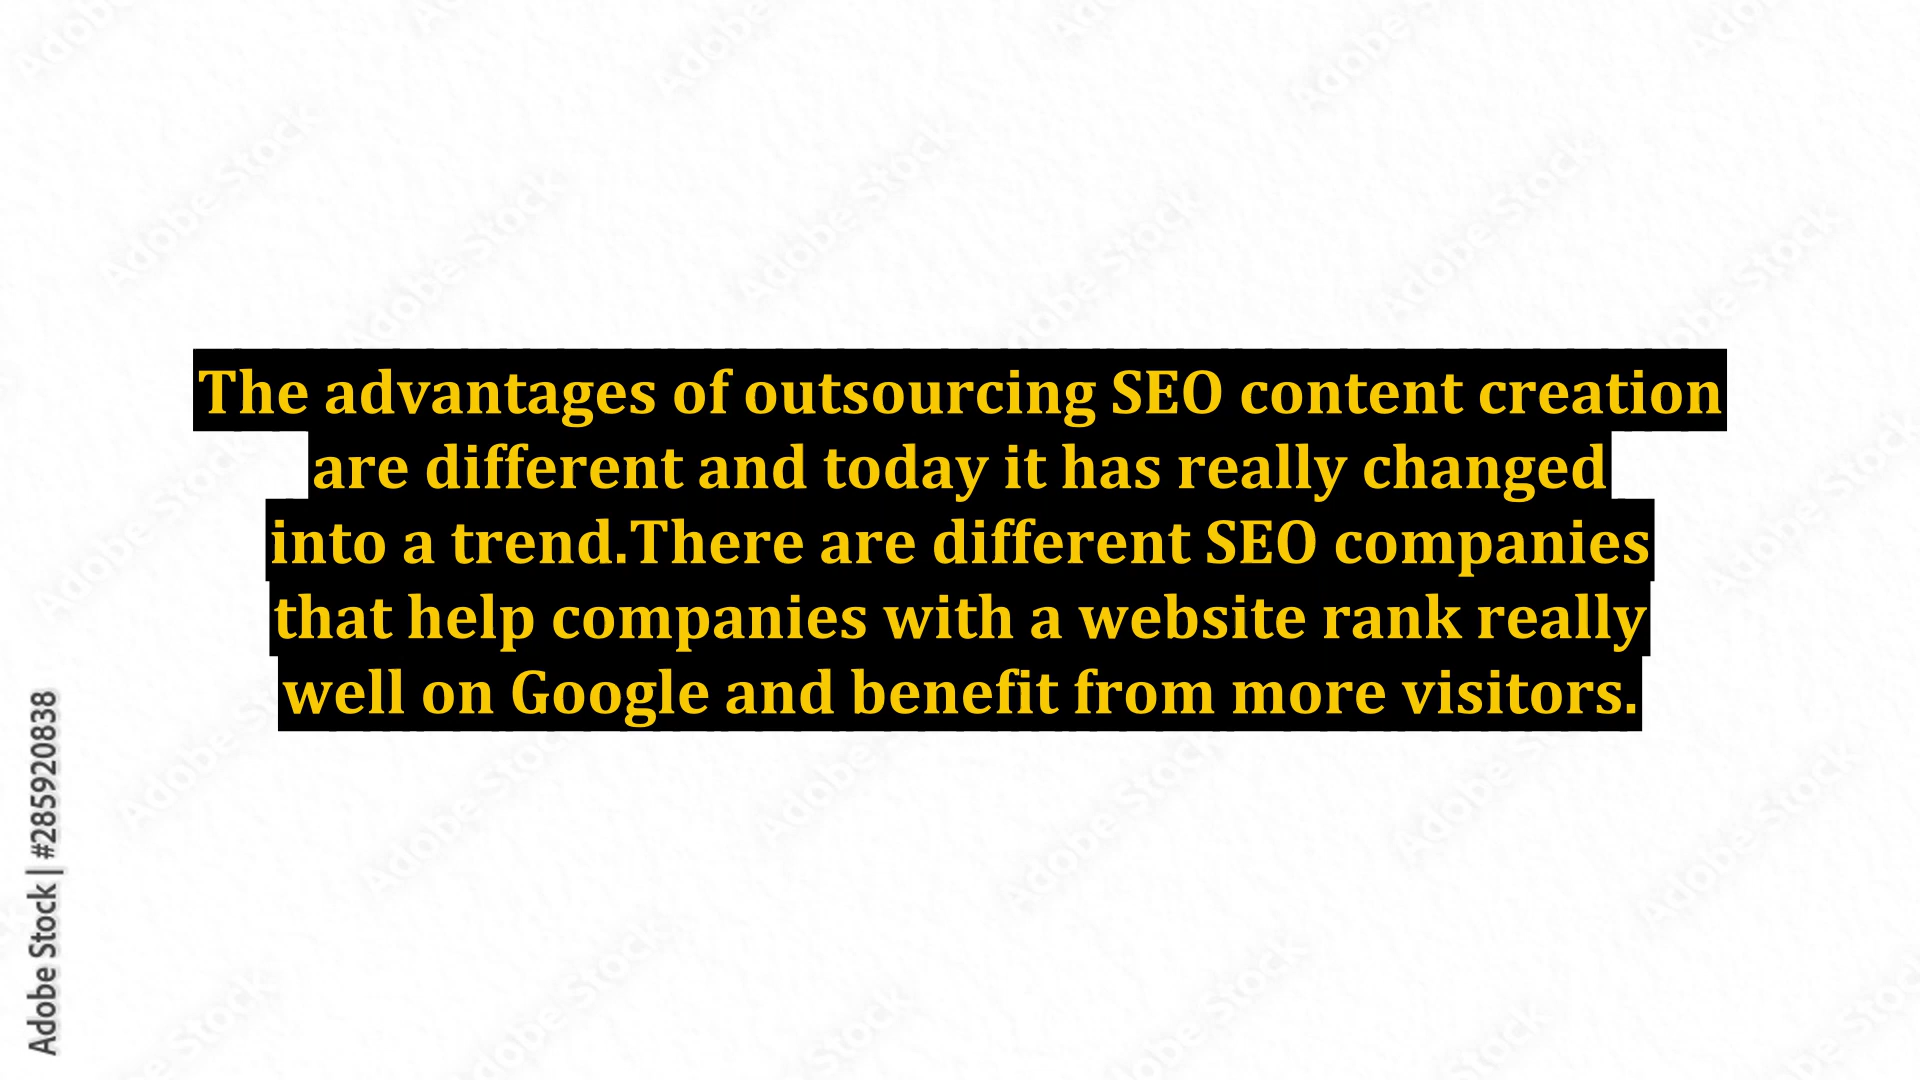 The advantages of outsourcing SEO content creation
are different and today it has really changed
into a trend.There are different SEO companies
that help companies with a website rank really
well on Google and benefit from more visitors.
Adobe Stock | #285920838